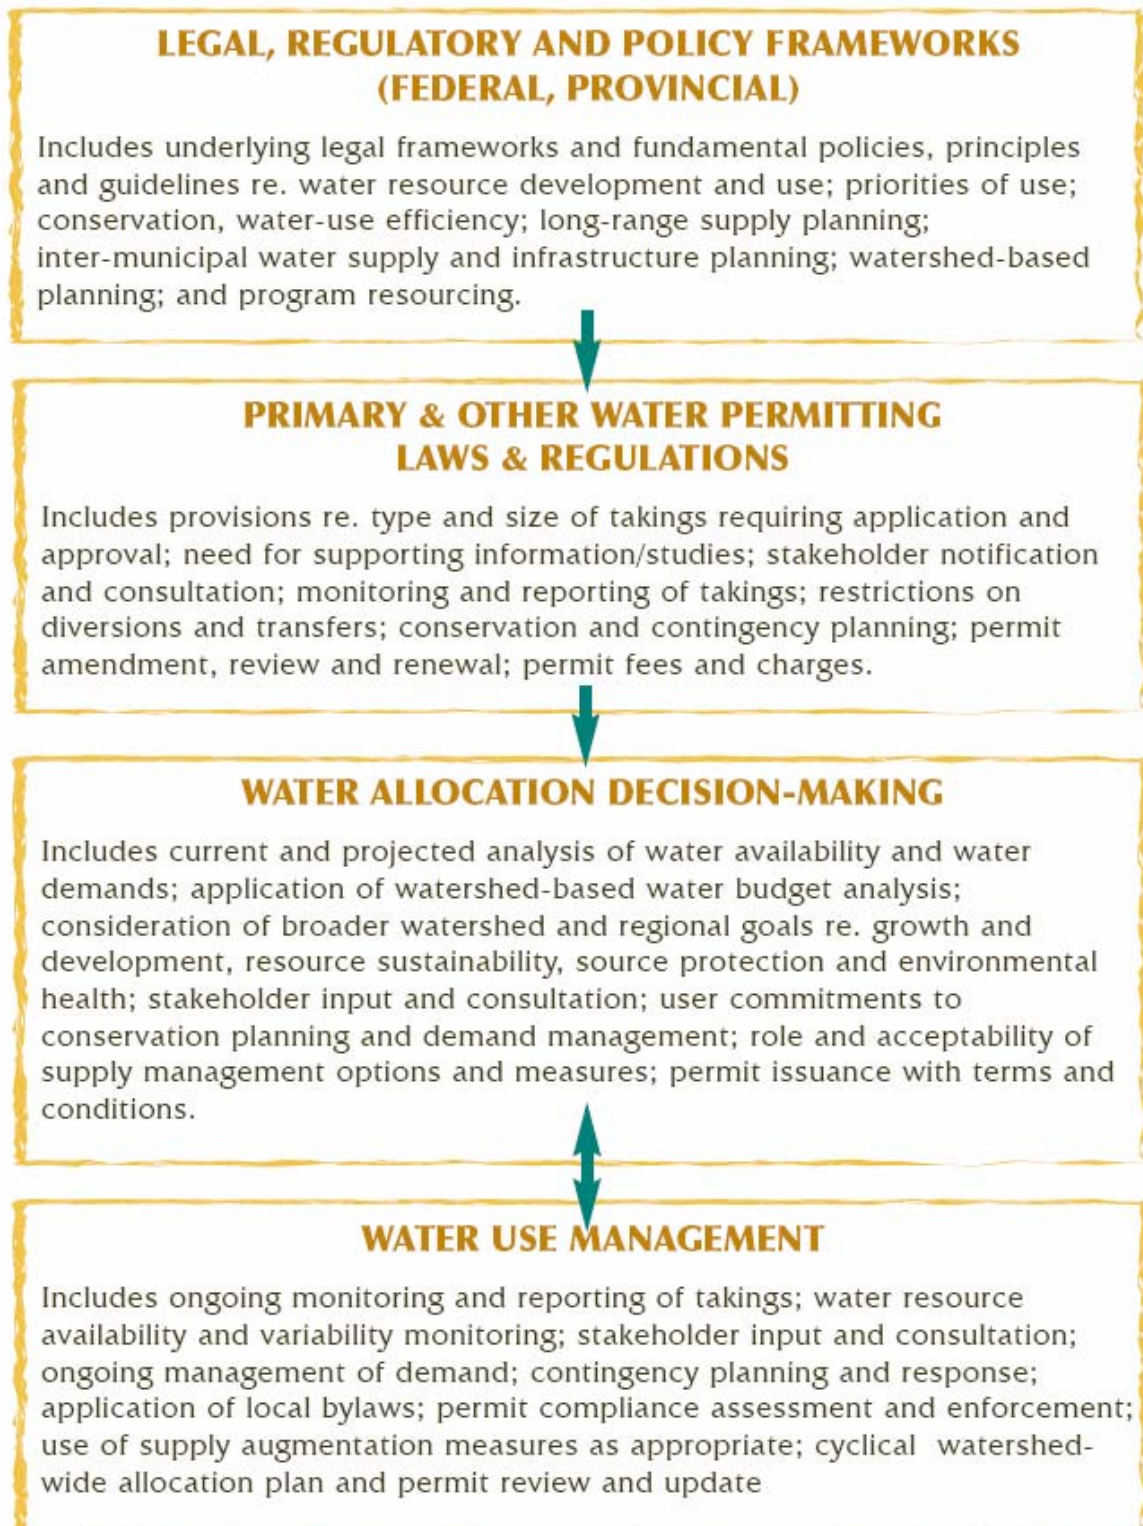 LEGAL, REGULATORY AND POLICY FRAMEWORKS
(FEDERAL, PROVINCIAL)
Includes underlying legal frameworks and fundamental policies, principles
and guidelines re. water resource development and use; priorities of use;
conservation, water-use efficiency; long-range supply planning;
inter-municipal water supply and infrastructure planning; watershed-based
planning; and program resourcing.
PRIMARY & OTHER WATER PERMITTING
LAWS & REGULATIONS
Includes provisions re. type and size of takings requiring application and
approval; need for supporting information/studies; stakeholder notification
and consultation; monitoring and reporting of takings; restrictions on
diversions and transfers; conservation and contingency planning; permit
amendment, review and renewal; permit fees and charges.
WATER ALLOCATION DECISION-MAKING
Includes current and projected analysis of water availability and water
demands; application of watershed-based water budget analysis;
consideration of broader watershed and regional goals re. growth and
development, resource sustainability, source protection and environmental
health; stakeholder input and consultation; user commitments to
conservation planning and demand management; role and acceptability of
supply management options and measures; permit issuance with terms and
conditions.
WATER USE MANAGEMENT
Includes ongoing monitoring and reporting of takings; water resource
availability and variability monitoring; stakeholder input and consultation;
ongoing management of demand; contingency planning and response;
application of local bylaws; permit compliance assessment and enforcement;
use of supply augmentation measures as appropriate; cyclical watershed-
wide allocation plan and permit review and update